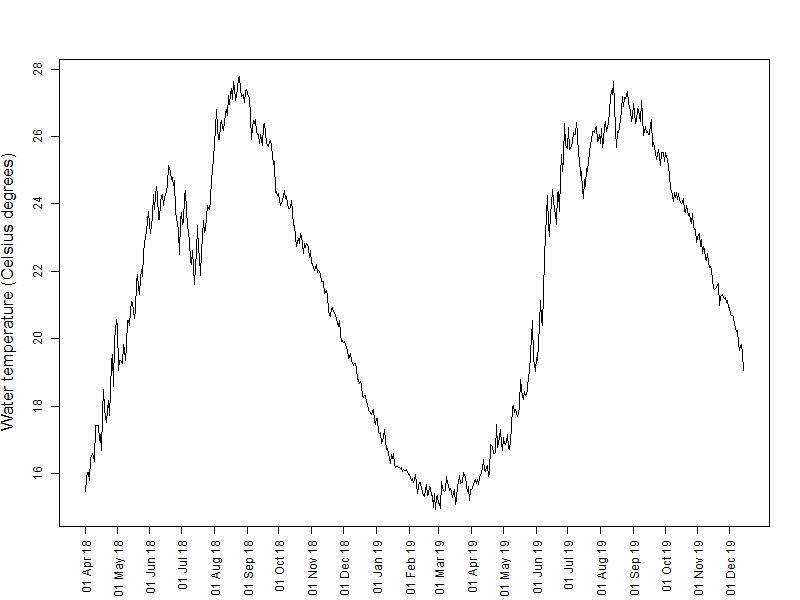 Water temperature (Celsius degrees)
28
26
24
22
20
18
16
01 Apr 18
01 May 18
01 Jun 18
01 Jul 18
01 Aug 18
01 Sep 18
01 Oct 18
01 Nov 18
01 Dec 18
01 Jan 19
01 Feb 19
01 Mar 19
01 Apr 19
01 May 19
01 Jun 19
01 Jul 19
01 Aug 19
01 Sep 19
01 Oct 19
01 Nov 19
01 Dec 19